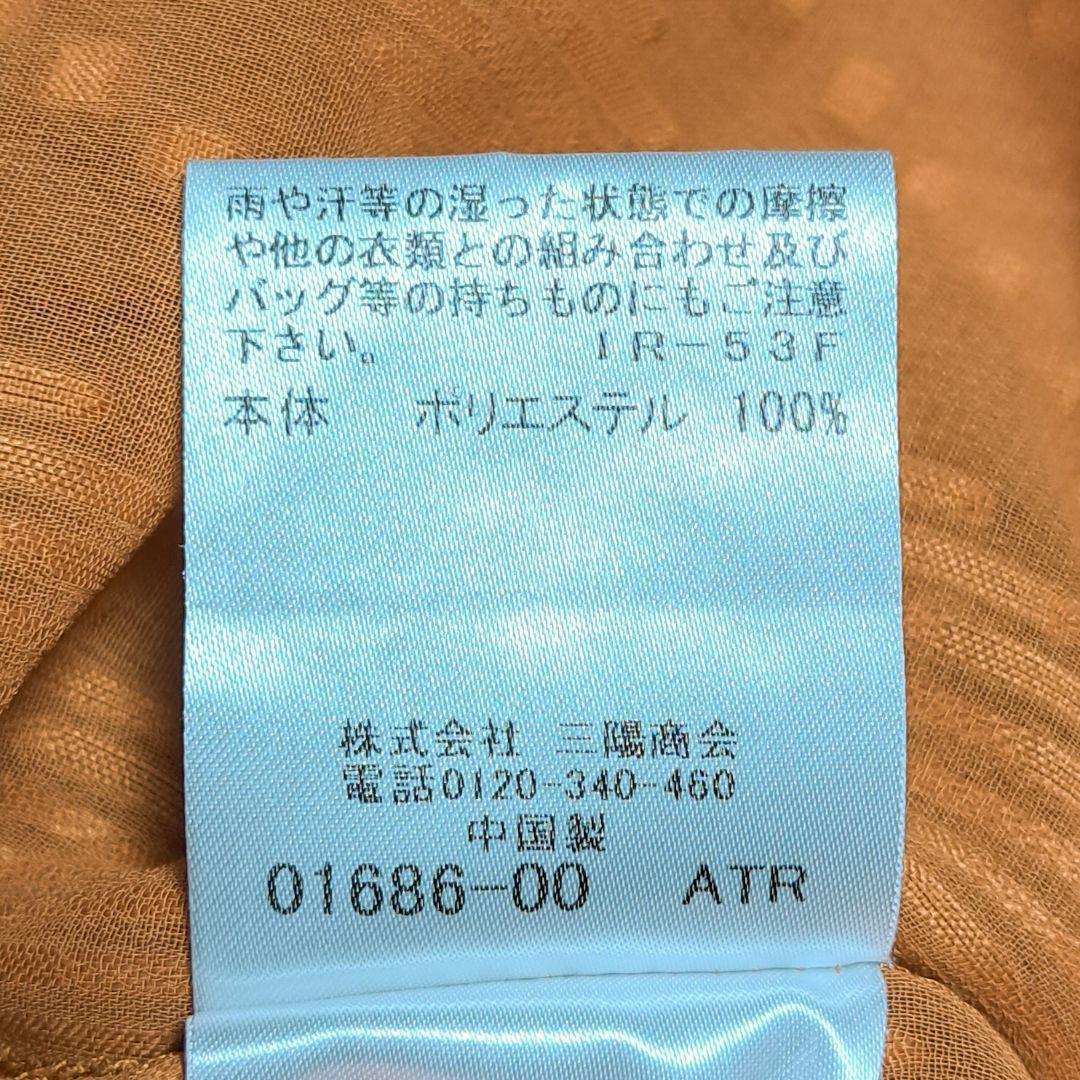 雨や汗等の湿った状態での摩擦
や他の衣類との組み合わせ及び
バッグ等の持ちものにもご注意
下さい。 IR-53F
本体 ポリエステル 100%
株式会社 三陽商会
電話0120-340-460
中国製
01686-00 ATR